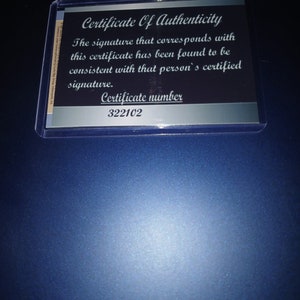 Certificate Of Authenticity
The signature that corresponds with
this certificate has been found to be
consistent with that person`s certified
signature.
Certificate number
322102